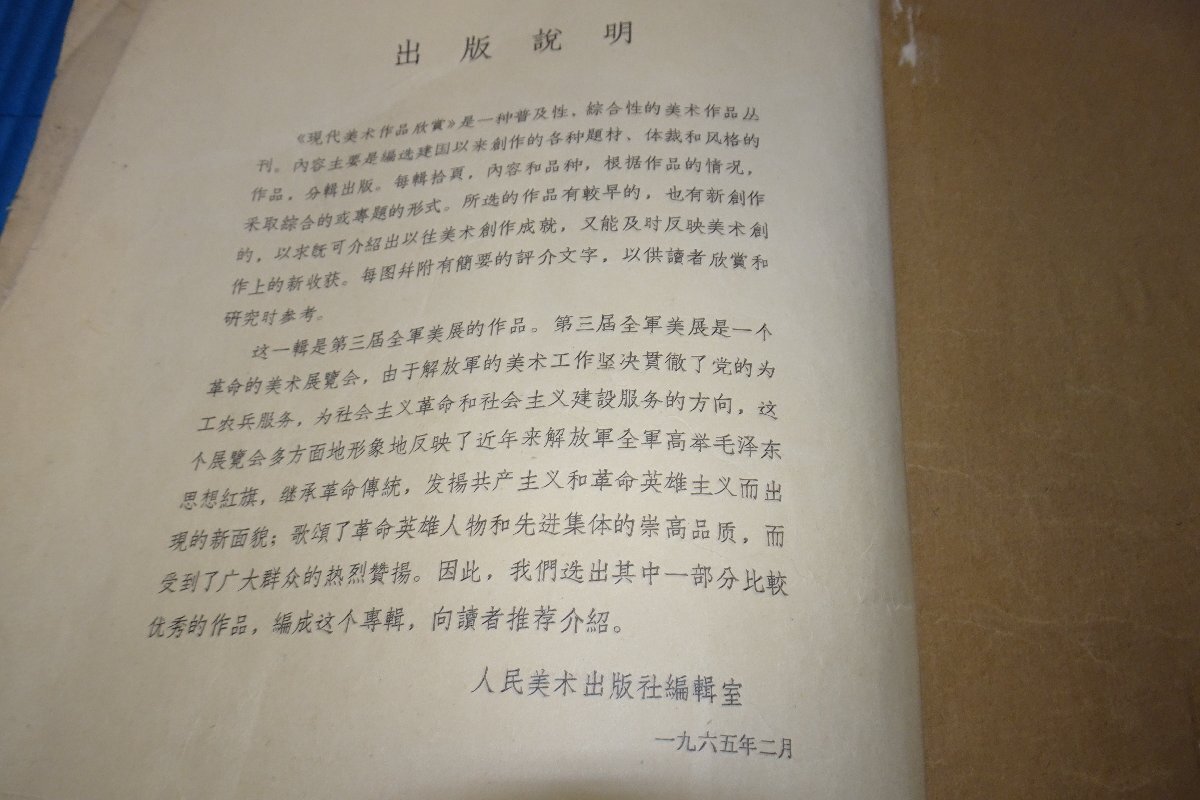 出版說明
《現代美术作品欣賞》是一种普及性、綜合性的美术作品丛
刊。內容主要是編选建国以来創作的各种題材、体裁和风格的
作品，分輯出版。每輯拾頁，內容和品种，根据作品的情况，
采取綜合的或專題的形式。所选的作品有較早的，也有新創作
的，以求旣可介紹出以往美术創作成就，又能及时反映美术創
作上的新收获。每图幷附有簡要的評介文字，以供讀者欣賞和
研究时参考。
这一輯是第三屆全軍美展的作品。第三屆全軍美展是一个
革命的美术展覽会，由于解放軍的美术工作坚决貫徹了党的为
工农兵服务，为社会主义革命和社会主义建設服务的方向，这
个展覽会多方面地形象地反映了近年来解放軍全軍高举毛泽东
思想紅旗，继承革命傳統，发揚共产主义和革命英雄主义而出
現的新面貌；歌頌了革命英雄人物和先进集体的崇高品质，而
受到了广大群众的热烈贊揚。因此，我們选出其中一部分比較
优秀的作品，編成这个專輯，向讀者推荐介紹。
人民美术出版社編輯室
一九六五年二月